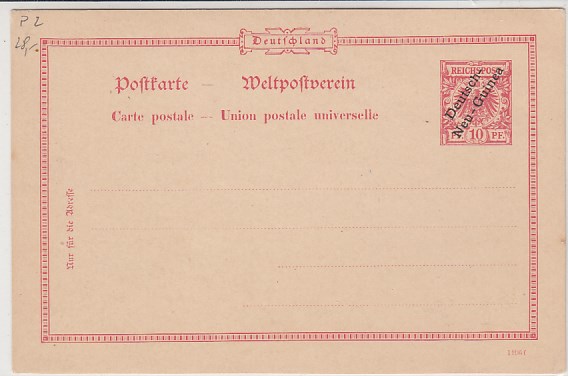 P 2
28,-
Deutschland
Postkarte — Weltpostverein
Carte postale — Union postale universelle
REICHSPOST
Deutsch-
Neu-Guinea
10 PF.
Nur für die Adresse